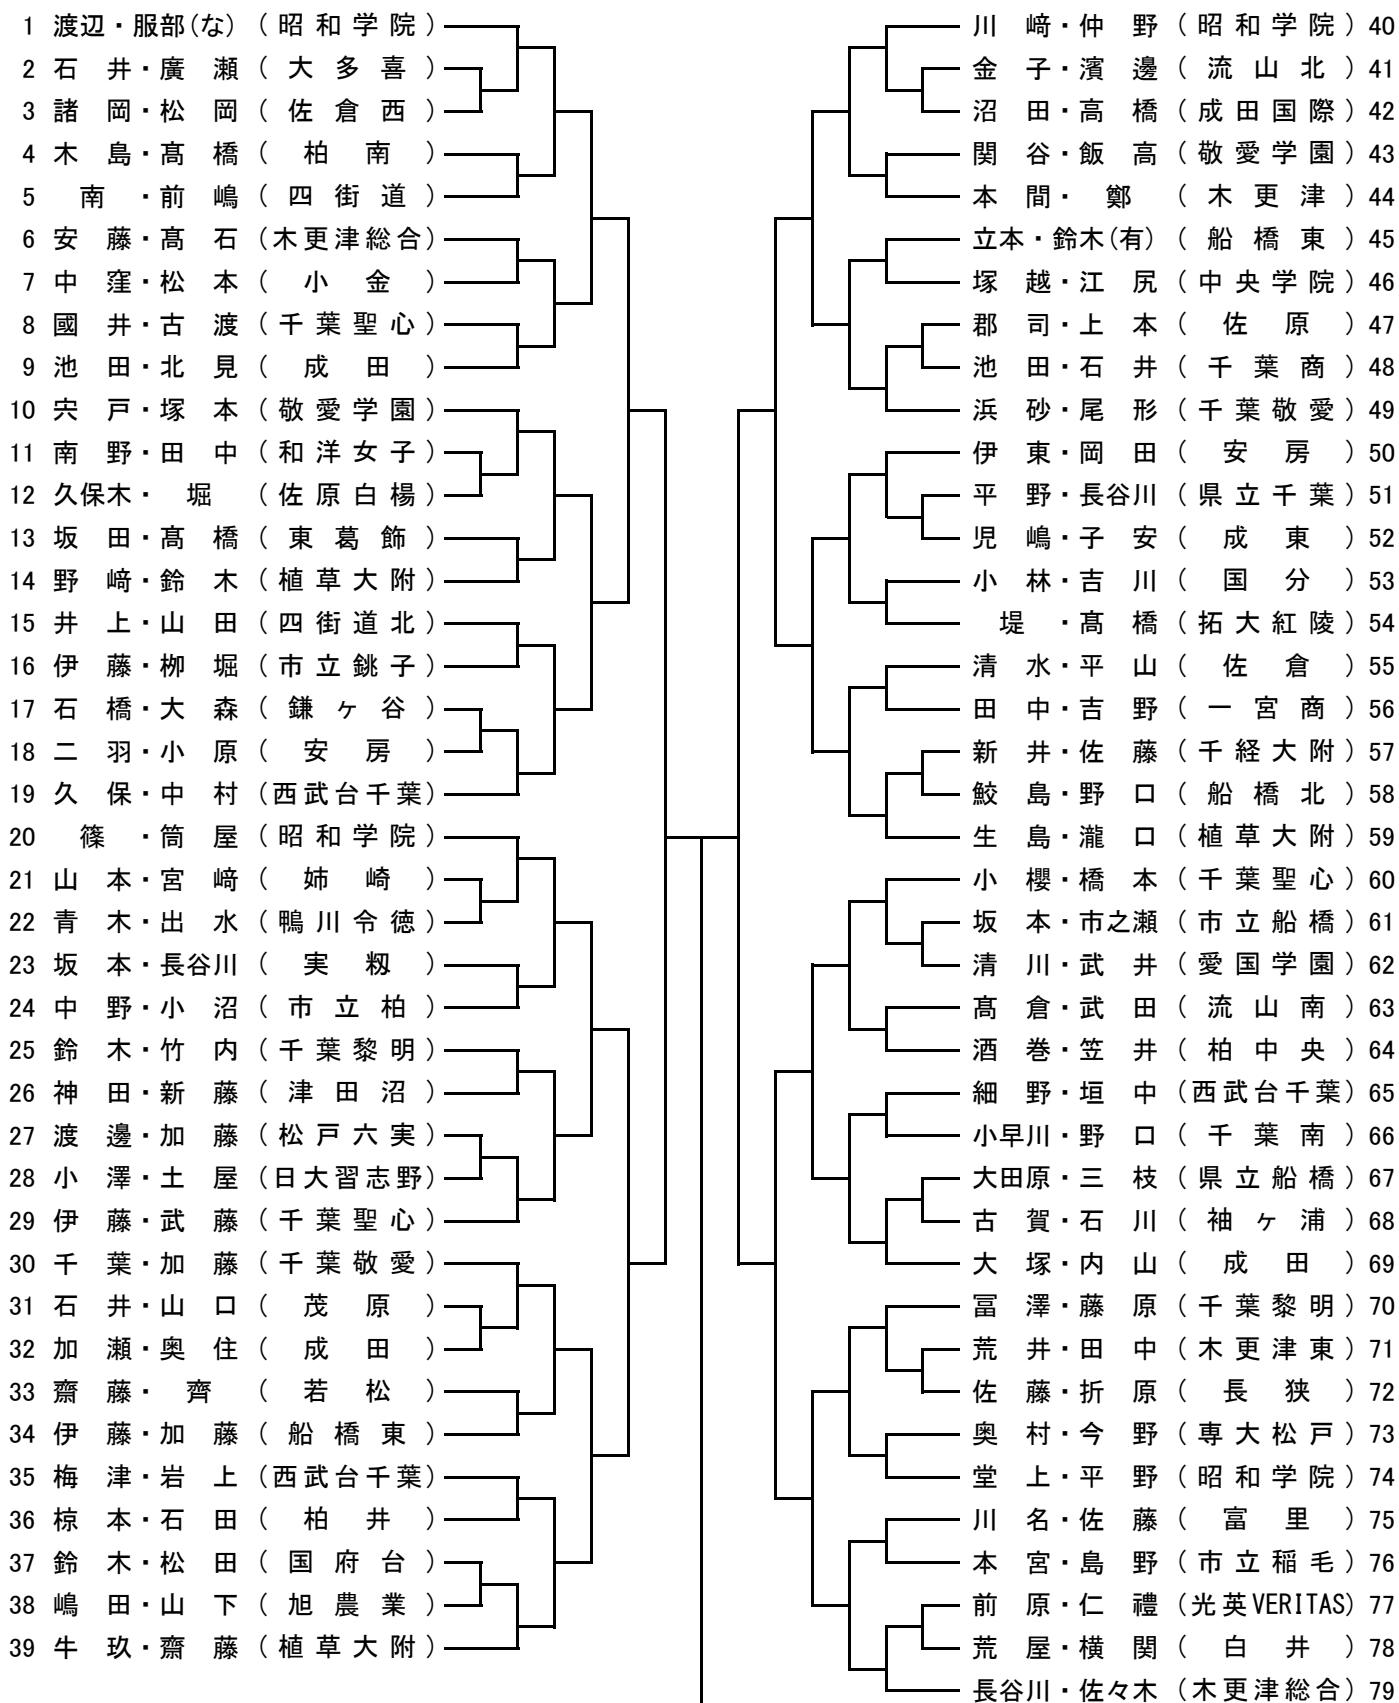 1 渡辺・服部(な) (昭和学院)
2 石井・廣瀬 (大多喜)
3 諸岡・松岡 (佐倉西)
4 木島・髙橋 (柏南)
5 南・前嶋 (四街道)
6 安藤・髙石 (木更津総合)
7 中窪・松本 (小金)
8 國井・古渡 (千葉聖心)
9 池田・北見 (成田)
10 宍戸・塚本 (敬愛学園)
11 南野・田中 (和洋女子)
12 久保木・堀 (佐原白楊)
13 坂田・髙橋 (東葛飾)
14 野﨑・鈴木 (植草大附)
15 井上・山田 (四街道北)
16 伊藤・栁堀 (市立銚子)
17 石橋・大森 (鎌ヶ谷)
18 二羽・小原 (安房)
19 久保・中村 (西武台千葉)
20 篠・筒屋 (昭和学院)
21 山本・宮﨑 (姉崎)
22 青木・出水 (鴨川令徳)
23 坂本・長谷川 (実籾)
24 中野・小沼 (市立柏)
25 鈴木・竹内 (千葉黎明)
26 神田・新藤 (津田沼)
27 渡邊・加藤 (松戸六実)
28 小澤・土屋 (日大習志野)
29 伊藤・武藤 (千葉聖心)
30 千葉・加藤 (千葉敬愛)
31 石井・山口 (茂原)
32 加瀬・奥住 (成田)
33 齋藤・齊 (若松)
34 伊藤・加藤 (船橋東)
35 梅津・岩上 (西武台千葉)
36 椋本・石田 (柏井)
37 鈴木・松田 (国府台)
38 嶋田・山下 (旭農業)
39 牛玖・齋藤 (植草大附)
川﨑・仲野 (昭和学院) 40
金子・濱邊 (流山北) 41
沼田・高橋 (成田国際) 42
関谷・飯高 (敬愛学園) 43
本間・鄭 (木更津) 44
立本・鈴木(有) (船橋東) 45
塚越・江尻 (中央学院) 46
郡司・上本 (佐原) 47
池田・石井 (千葉商) 48
浜砂・尾形 (千葉敬愛) 49
伊東・岡田 (安房) 50
平野・長谷川 (県立千葉) 51
児嶋・子安 (成東) 52
小林・吉川 (国分) 53
堤・髙橋 (拓大紅陵) 54
清水・平山 (佐倉) 55
田中・吉野 (一宮商) 56
新井・佐藤 (千経大附) 57
鮫島・野口 (船橋北) 58
生島・瀧口 (植草大附) 59
小櫻・橋本 (千葉聖心) 60
坂本・市之瀬 (市立船橋) 61
清川・武井 (愛国学園) 62
髙倉・武田 (流山南) 63
酒巻・笠井 (柏中央) 64
細野・垣中 (西武台千葉) 65
小早川・野口 (千葉南) 66
大田原・三枝 (県立船橋) 67
古賀・石川 (袖ヶ浦) 68
大塚・内山 (成田) 69
冨澤・藤原 (千葉黎明) 70
荒井・田中 (木更津東) 71
佐藤・折原 (長狭) 72
奥村・今野 (専大松戸) 73
堂上・平野 (昭和学院) 74
川名・佐藤 (富里) 75
本宮・島野 (市立稲毛) 76
前原・仁禮 (光英VERITAS) 77
荒屋・横関 (白井) 78
長谷川・佐々木 (木更津総合) 79